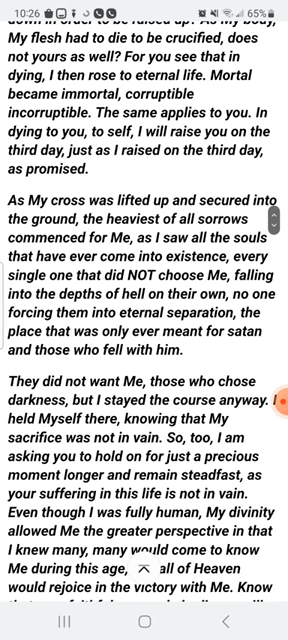 10:26
65%
down in order to be raised up? As My body,
My flesh had to die to be crucified, does
not yours as well? For you see that in
dying, I then rose to eternal life. Mortal
became immortal, corruptible
incorruptible. The same applies to you. In
dying to you, to self, I will raise you on the
third day, just as I raised on the third day,
as promised.
As My cross was lifted up and secured into
the ground, the heaviest of all sorrows
commenced for Me, as I saw all the souls
that have ever come into existence, every
single one that did NOT choose Me, falling
into the depths of hell on their own, no one
forcing them into eternal separation, the
place that was only ever meant for satan
and those who fell with him.
They did not want Me, those who chose
darkness, but I stayed the course anyway. I
held Myself there, knowing that My
sacrifice was not in vain. So, too, I am
asking you to hold on for just a precious
moment longer and remain steadfast, as
your suffering in this life is not in vain.
Even though I was fully human, My divinity
allowed Me the greater perspective in that
I knew many, many would come to know
Me during this age, all of Heaven
would rejoice in the victory with Me. Know